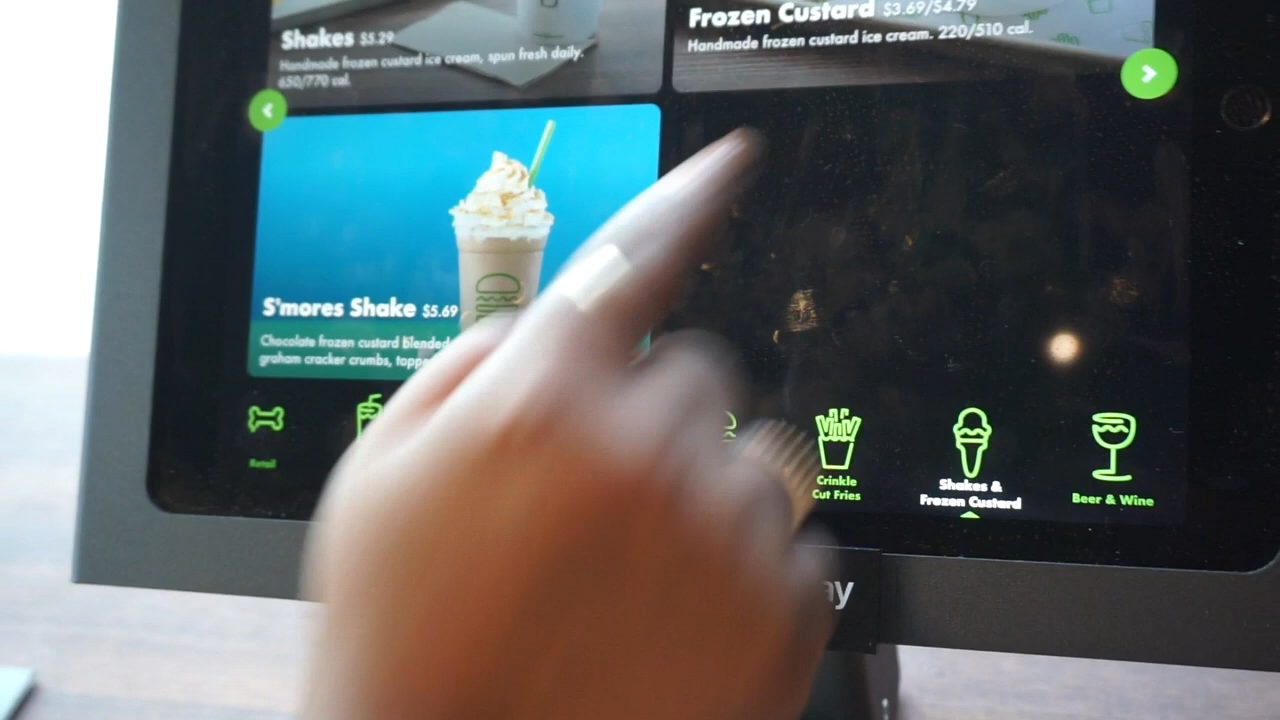 Shakes $5.29
Handmade frozen custard ice cream, spun fresh daily.
650/770 cal.
Frozen Custard $3.69/$4.79
Handmade frozen custard ice cream. 220/510 cal.
S'mores Shake $5.69
Chocolate frozen custard blended
graham cracker crumbs,
Retail
Crinkle
Cut Fries
Shakes &
Frozen Custard
Beer & Wine